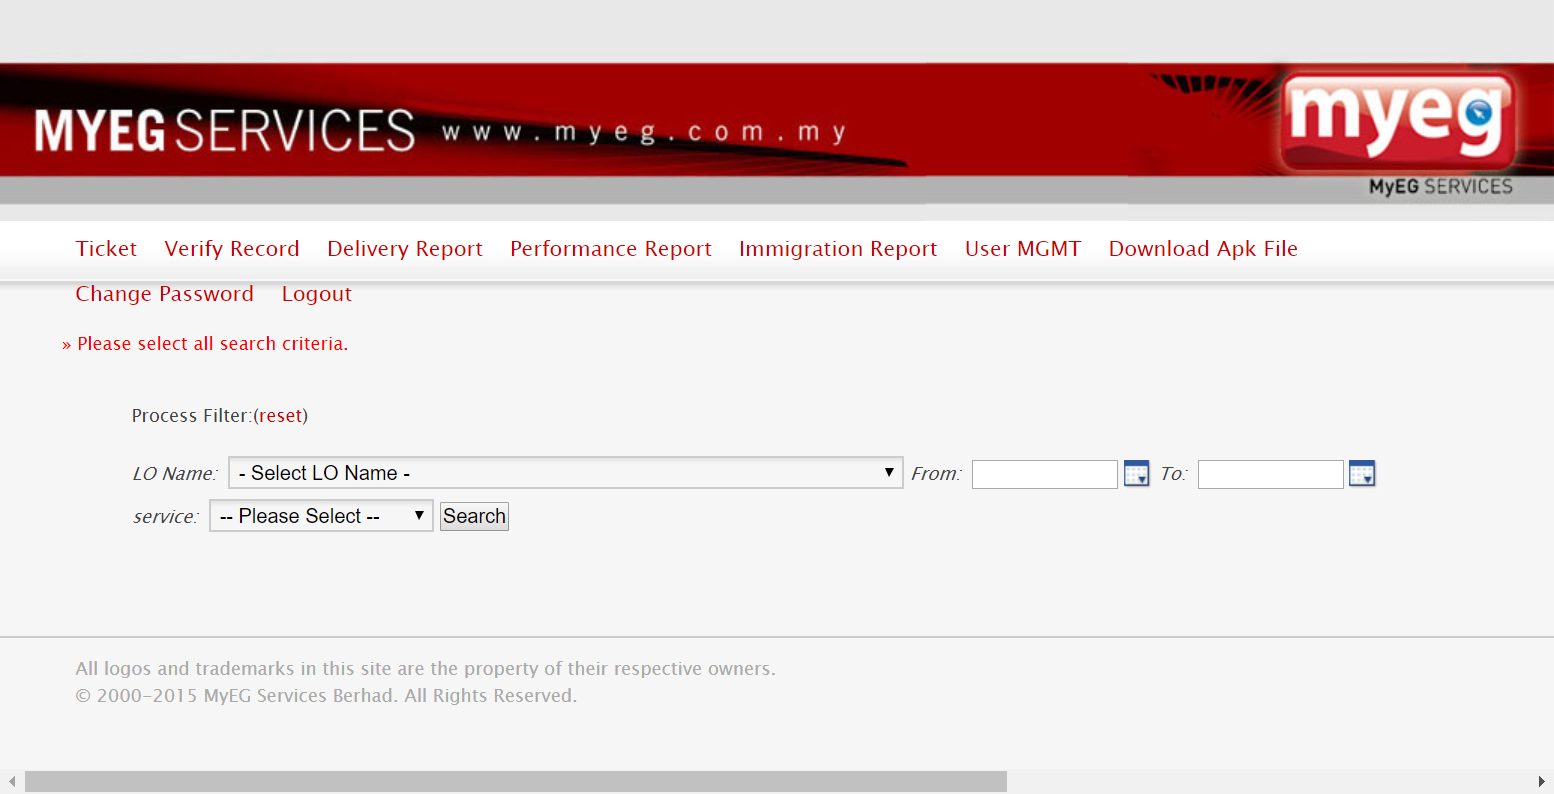 MYEG SERVICES www.myeg.com.my
myeg
MyEG SERVICES
Ticket Verify Record Delivery Report Performance Report Immigration Report User MGMT Download Apk File
Change Password Logout
» Please select all search criteria.
Process Filter:(reset)
LO Name: - Select LO Name - From: To:
service: -- Please Select -- Search
All logos and trademarks in this site are the property of their respective owners.
© 2000-2015 MyEG Services Berhad. All Rights Reserved.